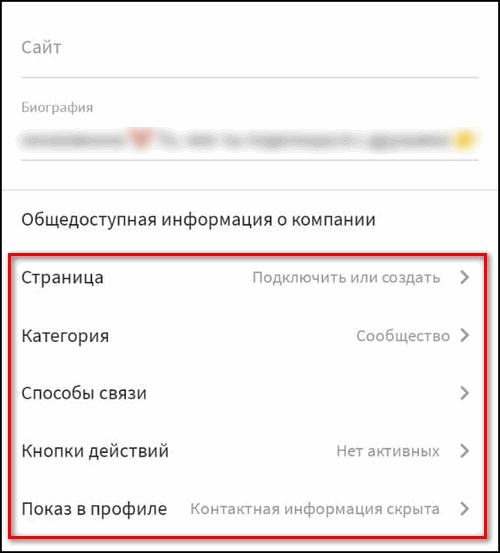 Сайт
Биография
Общедоступная информация о компании
Страница Подключить или создать
Категория Сообщество
Способы связи
Кнопки действий Нет активных
Показ в профиле Контактная информация скрыта